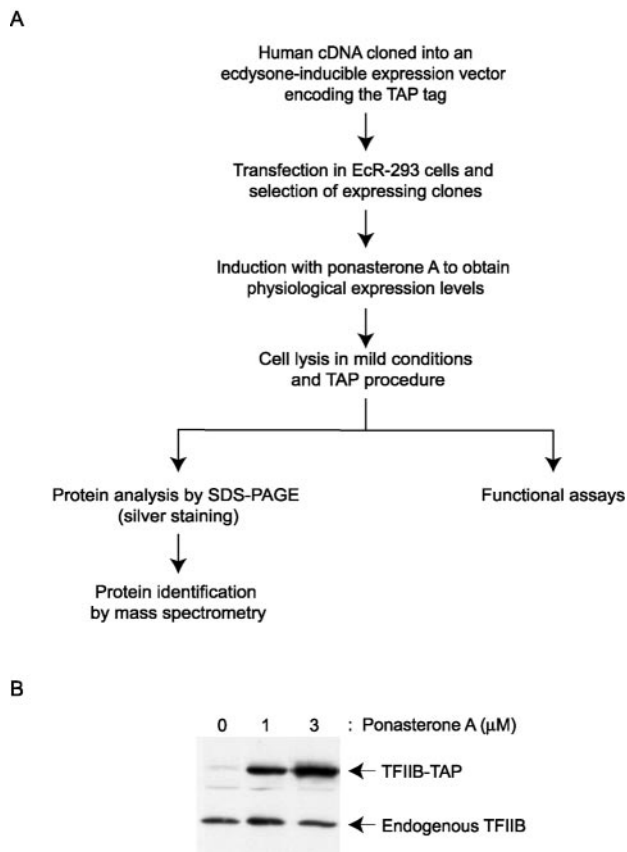 A
Human cDNA cloned into an
ecdysone-inducible expression vector
encoding the TAP tag
Transfection in EcR-293 cells and
selection of expressing clones
Induction with ponasterone A to obtain
physiological expression levels
Cell lysis in mild conditions
and TAP procedure
Protein analysis by SDS-PAGE
(silver staining)
Functional assays
Protein identification
by mass spectrometry
B
0 1 3 : Ponasterone A (μM)
TFIIB-TAP
Endogenous TFIIB